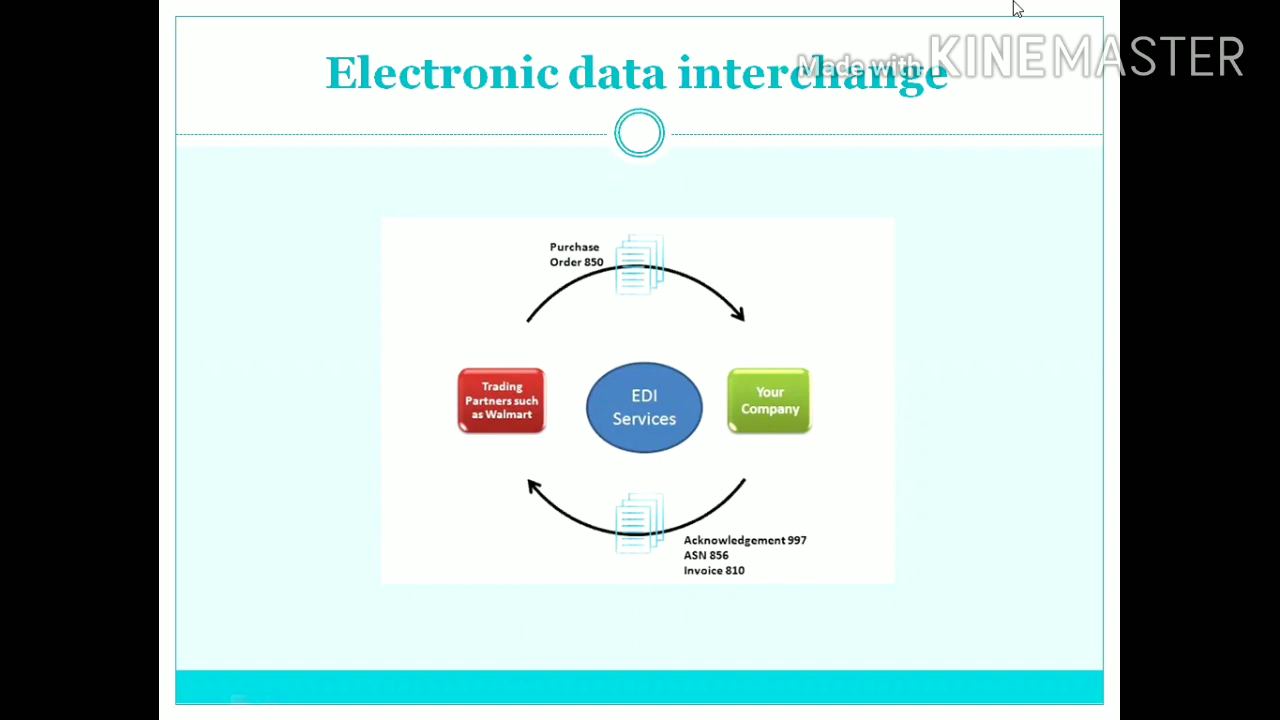 Made with KINEMASTER
Electronic data interchange
Purchase
Order 850
Trading
Partners such
as Walmart
EDI
Services
Your
Company
Acknowledgement 997
ASN 856
Invoice 810